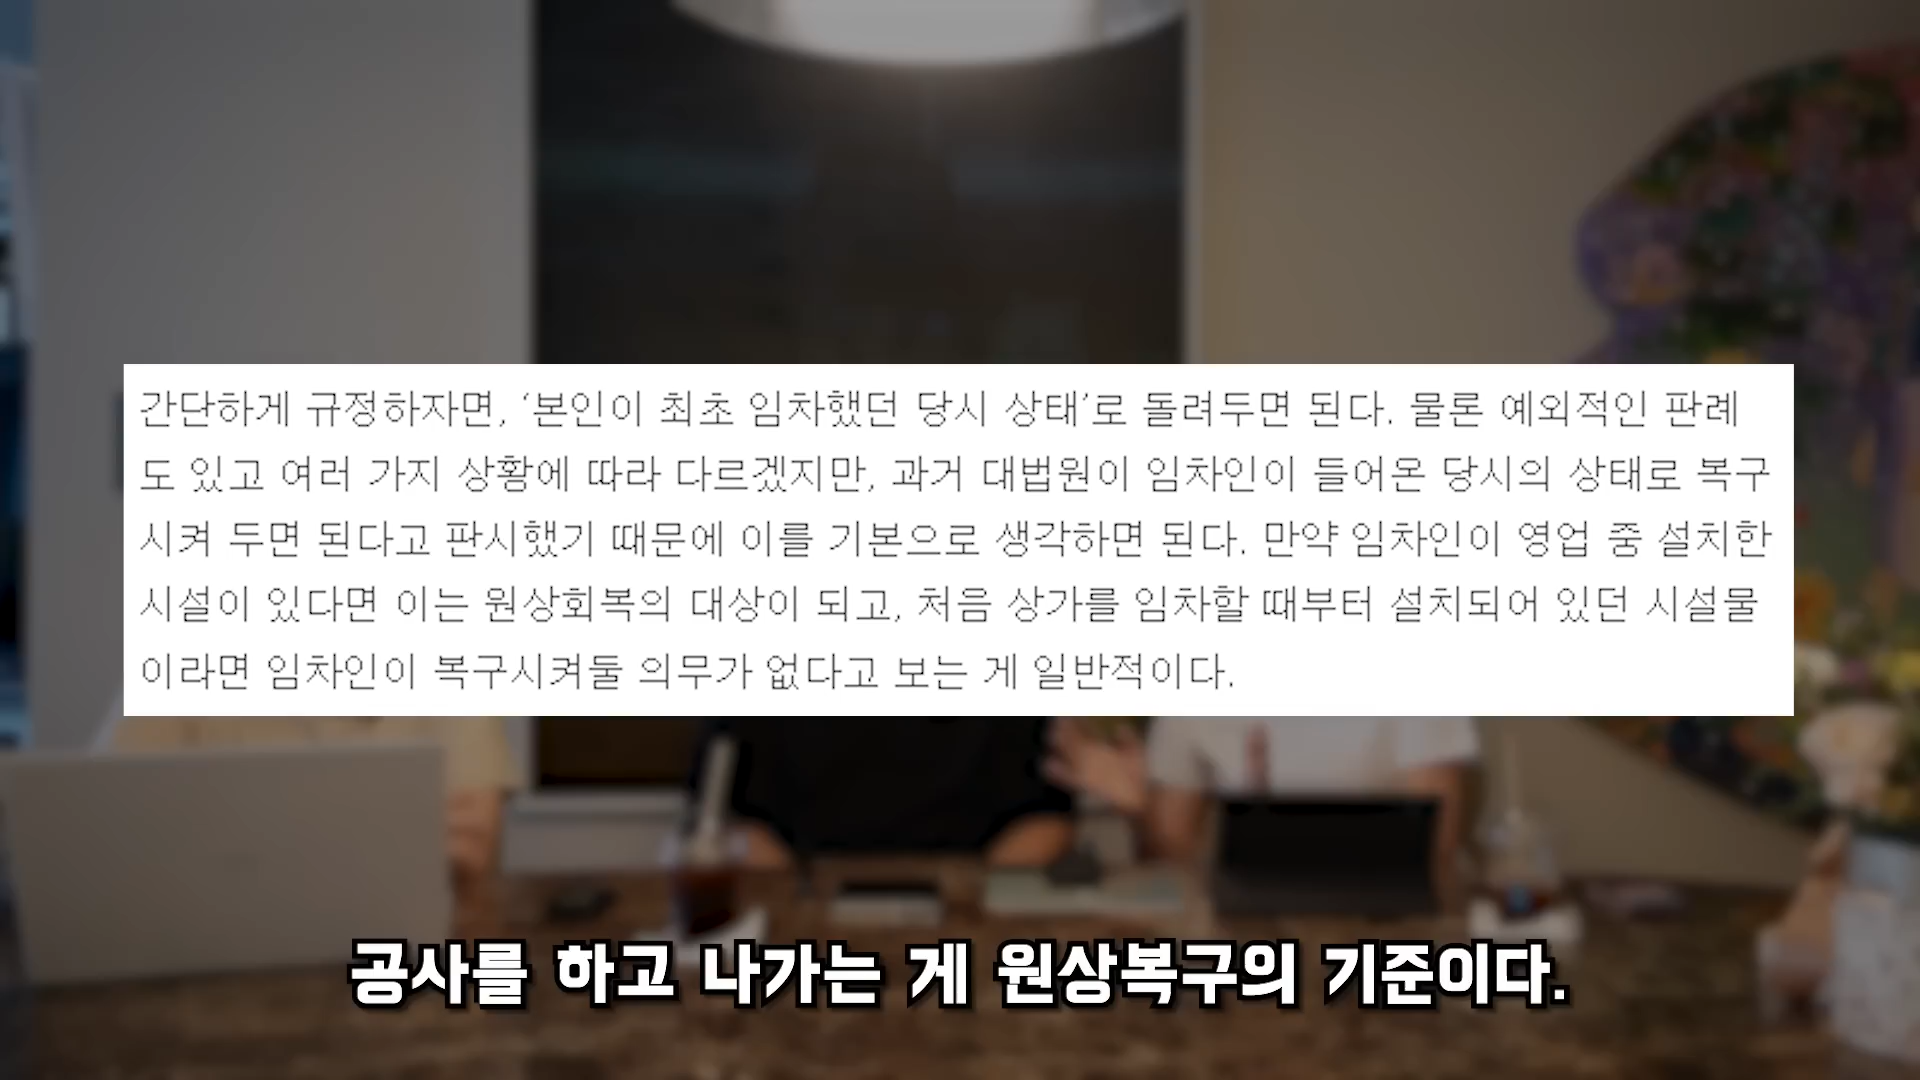 간단하게 규정하자면, ‘본인이 최초 임차했던 당시 상태’로 돌려두면 된다. 물론 예외적인 판례
도 있고 여러 가지 상황에 따라 다르겠지만, 과거 대법원이 임차인이 들어온 당시의 상태로 복구
시켜 두면 된다고 판시했기 때문에 이를 기본으로 생각하면 된다. 만약 임차인이 영업 중 설치한
시설이 있다면 이는 원상회복의 대상이 되고, 처음 상가를 임차할 때부터 설치되어 있던 시설물
이라면 임차인이 복구시켜둘 의무가 없다고 보는 게 일반적이다.
공사를 하고 나가는 게 원상복구의 기준이다.